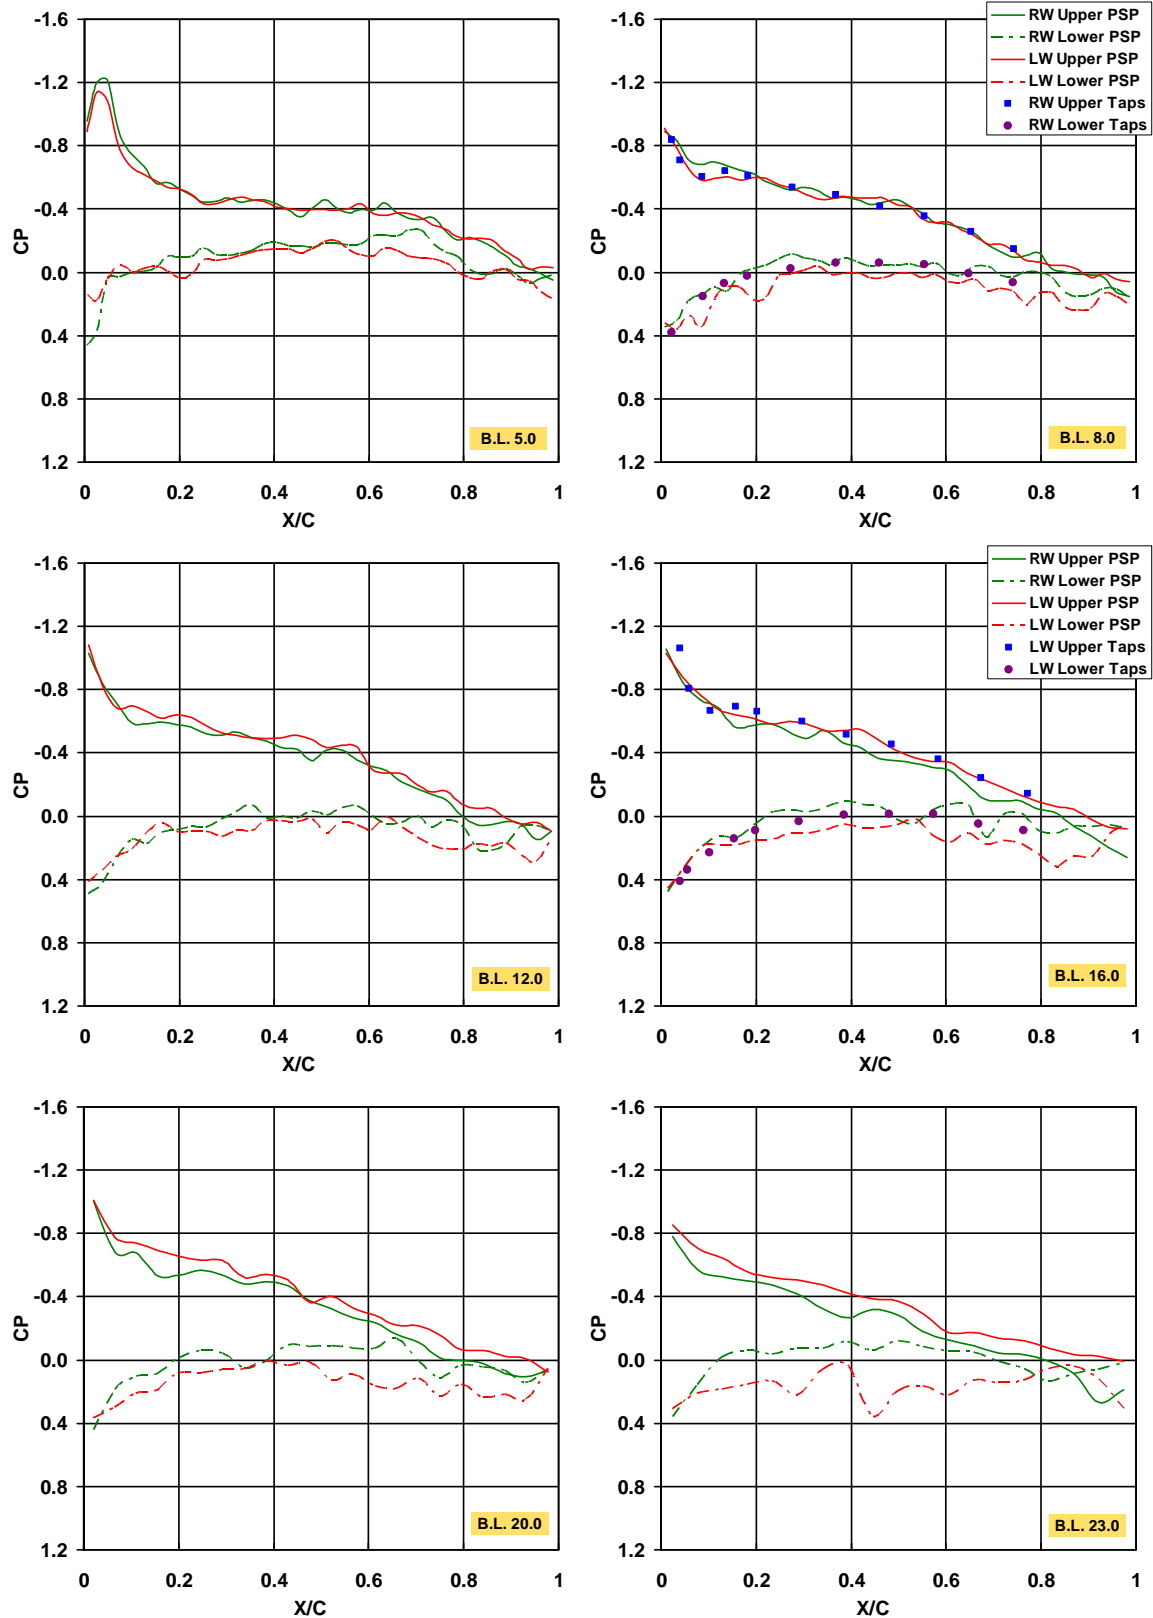 -1.6
-1.2
-0.8
-0.4
0.0
0.4
0.8
1.2
CP
0 0.2 0.4 0.6 0.8 1
X/C
B.L. 5.0
-1.6
-1.2
-0.8
-0.4
0.0
0.4
0.8
1.2
CP
0 0.2 0.4 0.6 0.8 1
X/C
RW Upper PSP
RW Lower PSP
LW Upper PSP
LW Lower PSP
RW Upper Taps
RW Lower Taps
B.L. 8.0
-1.6
-1.2
-0.8
-0.4
0.0
0.4
0.8
1.2
CP
0 0.2 0.4 0.6 0.8 1
X/C
B.L. 12.0
-1.6
-1.2
-0.8
-0.4
0.0
0.4
0.8
1.2
CP
0 0.2 0.4 0.6 0.8 1
X/C
RW Upper PSP
RW Lower PSP
LW Upper PSP
LW Lower PSP
LW Upper Taps
LW Lower Taps
B.L. 16.0
-1.6
-1.2
-0.8
-0.4
0.0
0.4
0.8
1.2
CP
0 0.2 0.4 0.6 0.8 1
X/C
B.L. 20.0
-1.6
-1.2
-0.8
-0.4
0.0
0.4
0.8
1.2
CP
0 0.2 0.4 0.6 0.8 1
X/C
B.L. 23.0